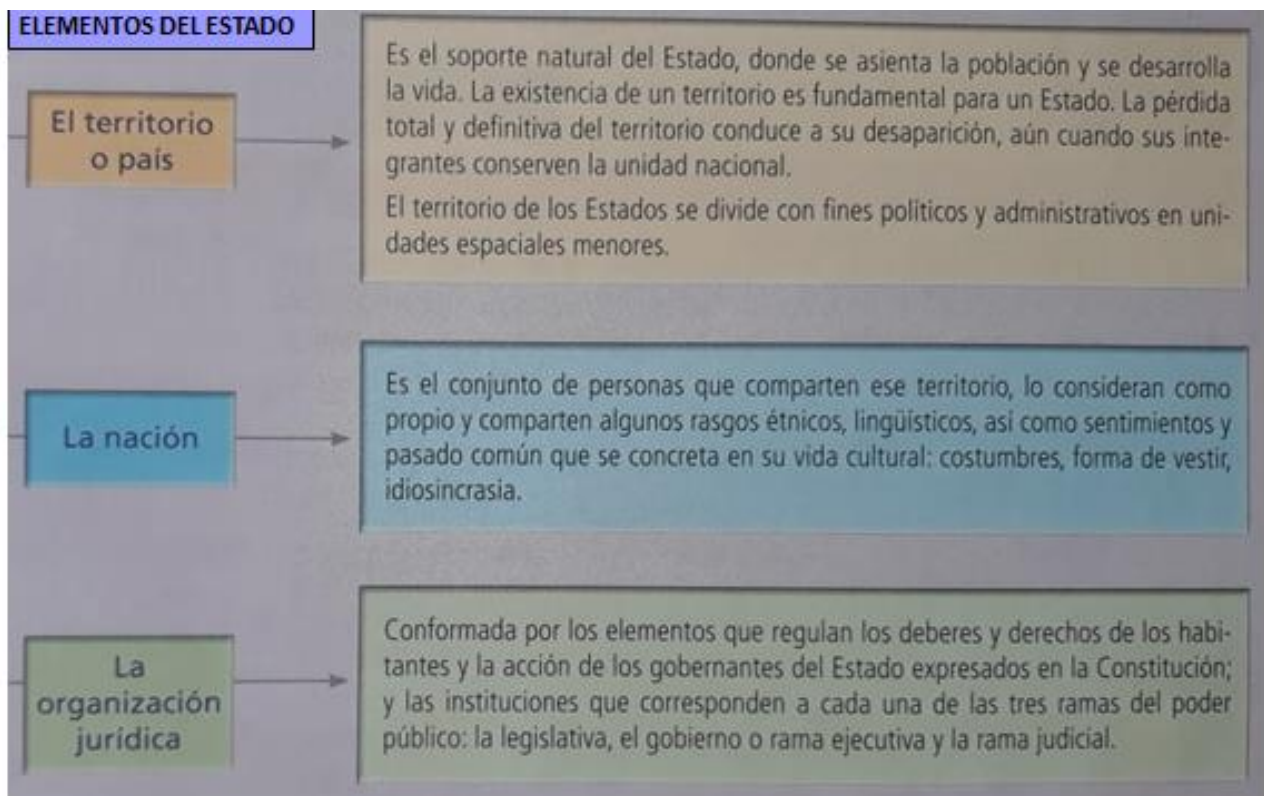 ELEMENTOS DEL ESTADO
El territorio
o país
Es el soporte natural del Estado, donde se asienta la población y se desarrolla
la vida. La existencia de un territorio es fundamental para un Estado. La pérdida
total y definitiva del territorio conduce a su desaparición, aún cuando sus inte-
grantes conserven la unidad nacional.
El territorio de los Estados se divide con fines políticos y administrativos en uni-
dades espaciales menores.
La nación
Es el conjunto de personas que comparten ese territorio, lo consideran como
propio y comparten algunos rasgos étnicos, lingüísticos, así como sentimientos y
pasado común que se concreta en su vida cultural: costumbres, forma de vestir,
idiosincrasia.
La
organización
jurídica
Conformada por los elementos que regulan los deberes y derechos de los habi-
tantes y la acción de los gobernantes del Estado expresados en la Constitución;
y las instituciones que corresponden a cada una de las tres ramas del poder
público: la legislativa, el gobierno o rama ejecutiva y la rama judicial.